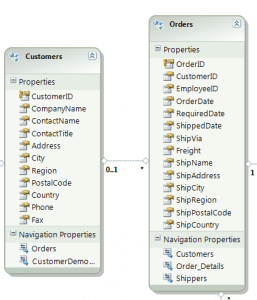 Customers
Properties
CustomerID
CompanyName
ContactName
ContactTitle
Address
City
Region
PostalCode
Country
Phone
Fax
Navigation Properties
Orders
CustomerDemo...
0..1
*
Orders
Properties
OrderID
CustomerID
EmployeeID
OrderDate
RequiredDate
ShippedDate
ShipVia
Freight
ShipName
ShipAddress
ShipCity
ShipRegion
ShipPostalCode
ShipCountry
Navigation Properties
Customers
Order_Details
Shippers
1
*